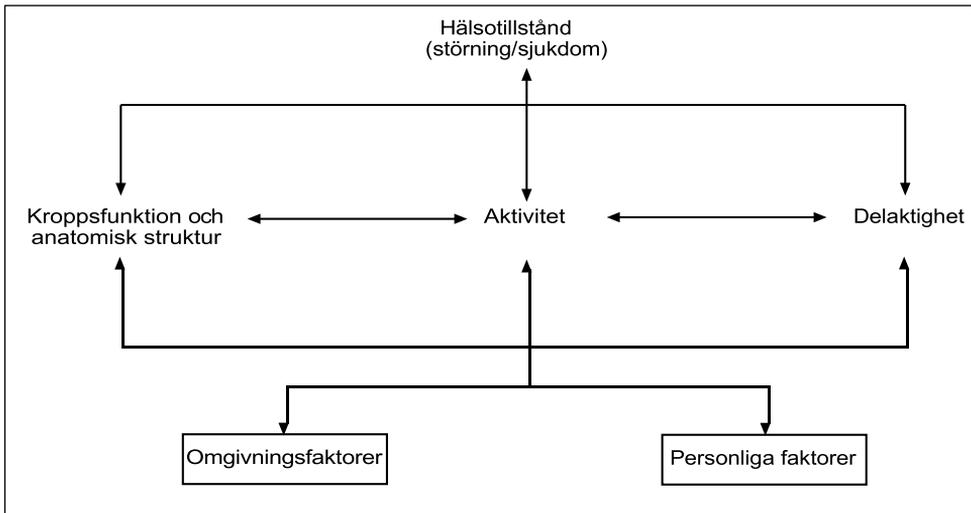 Hälsotillstånd
(störning/sjukdom)
Kroppsfunktion och
anatomisk struktur
Aktivitet
Delaktighet
Omgivningsfaktorer
Personliga faktorer